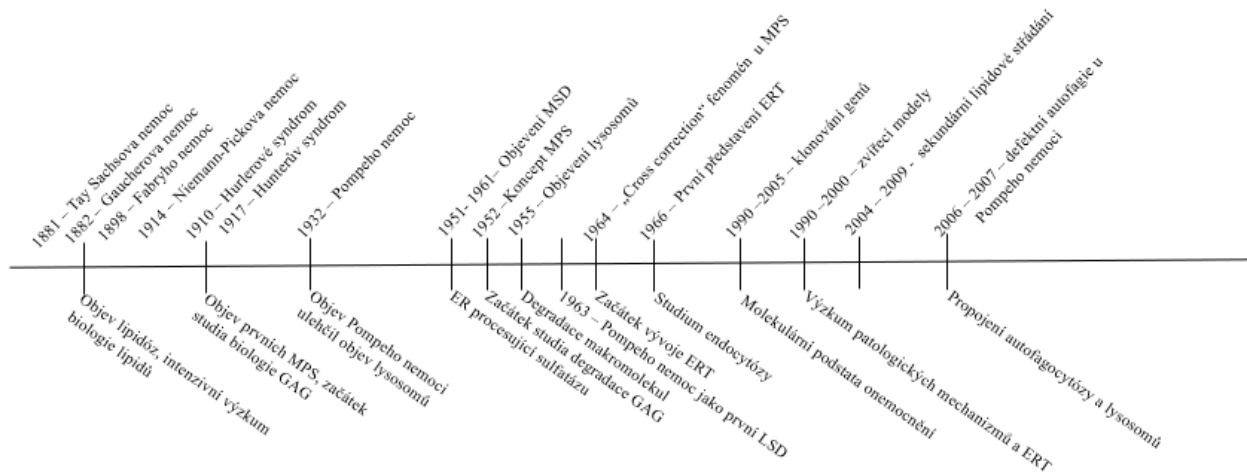 1881 – Tay Sachsova nemoc
1882 – Gaucherova nemoc
1898 – Fabryho nemoc
1914 – Niemann-Pickova nemoc
1910 – Hurlerové syndrom
1917 – Hunterův syndrom
1932 – Pompeho nemoc
1951- 1961– Objevení MSD
1952 –Koncept MPS
1955 – Objevení lysosomů
1964 – „Cross correction“ fenomén u MPS
1966 – První představení ERT
1990 –2005 – klonování genů
1990 –2000 – zvířecí modely
2004 – 2009 - sekundární lipidové střádání
2006 – 2007 – defektní autofagie u
Pompeho nemoci
Objev lipidóz, intenzivní výzkum
biologie lipidů
Objev prvních MPS, začátek
studia biologie GAG
Objev Pompeho nemoci
ulehčil objev lysosomů
ER procesující sulfatázu
Začátek studia degradace GAG
Degradace makromolekul
1963 – Pompeho nemoc jako první LSD
Začátek vývoje ERT
Studium endocytózy
Molekulární podstata onemocnění
Výzkum patologických mechanizmů a ERT
Propojení autofagocytózy a lysosomů